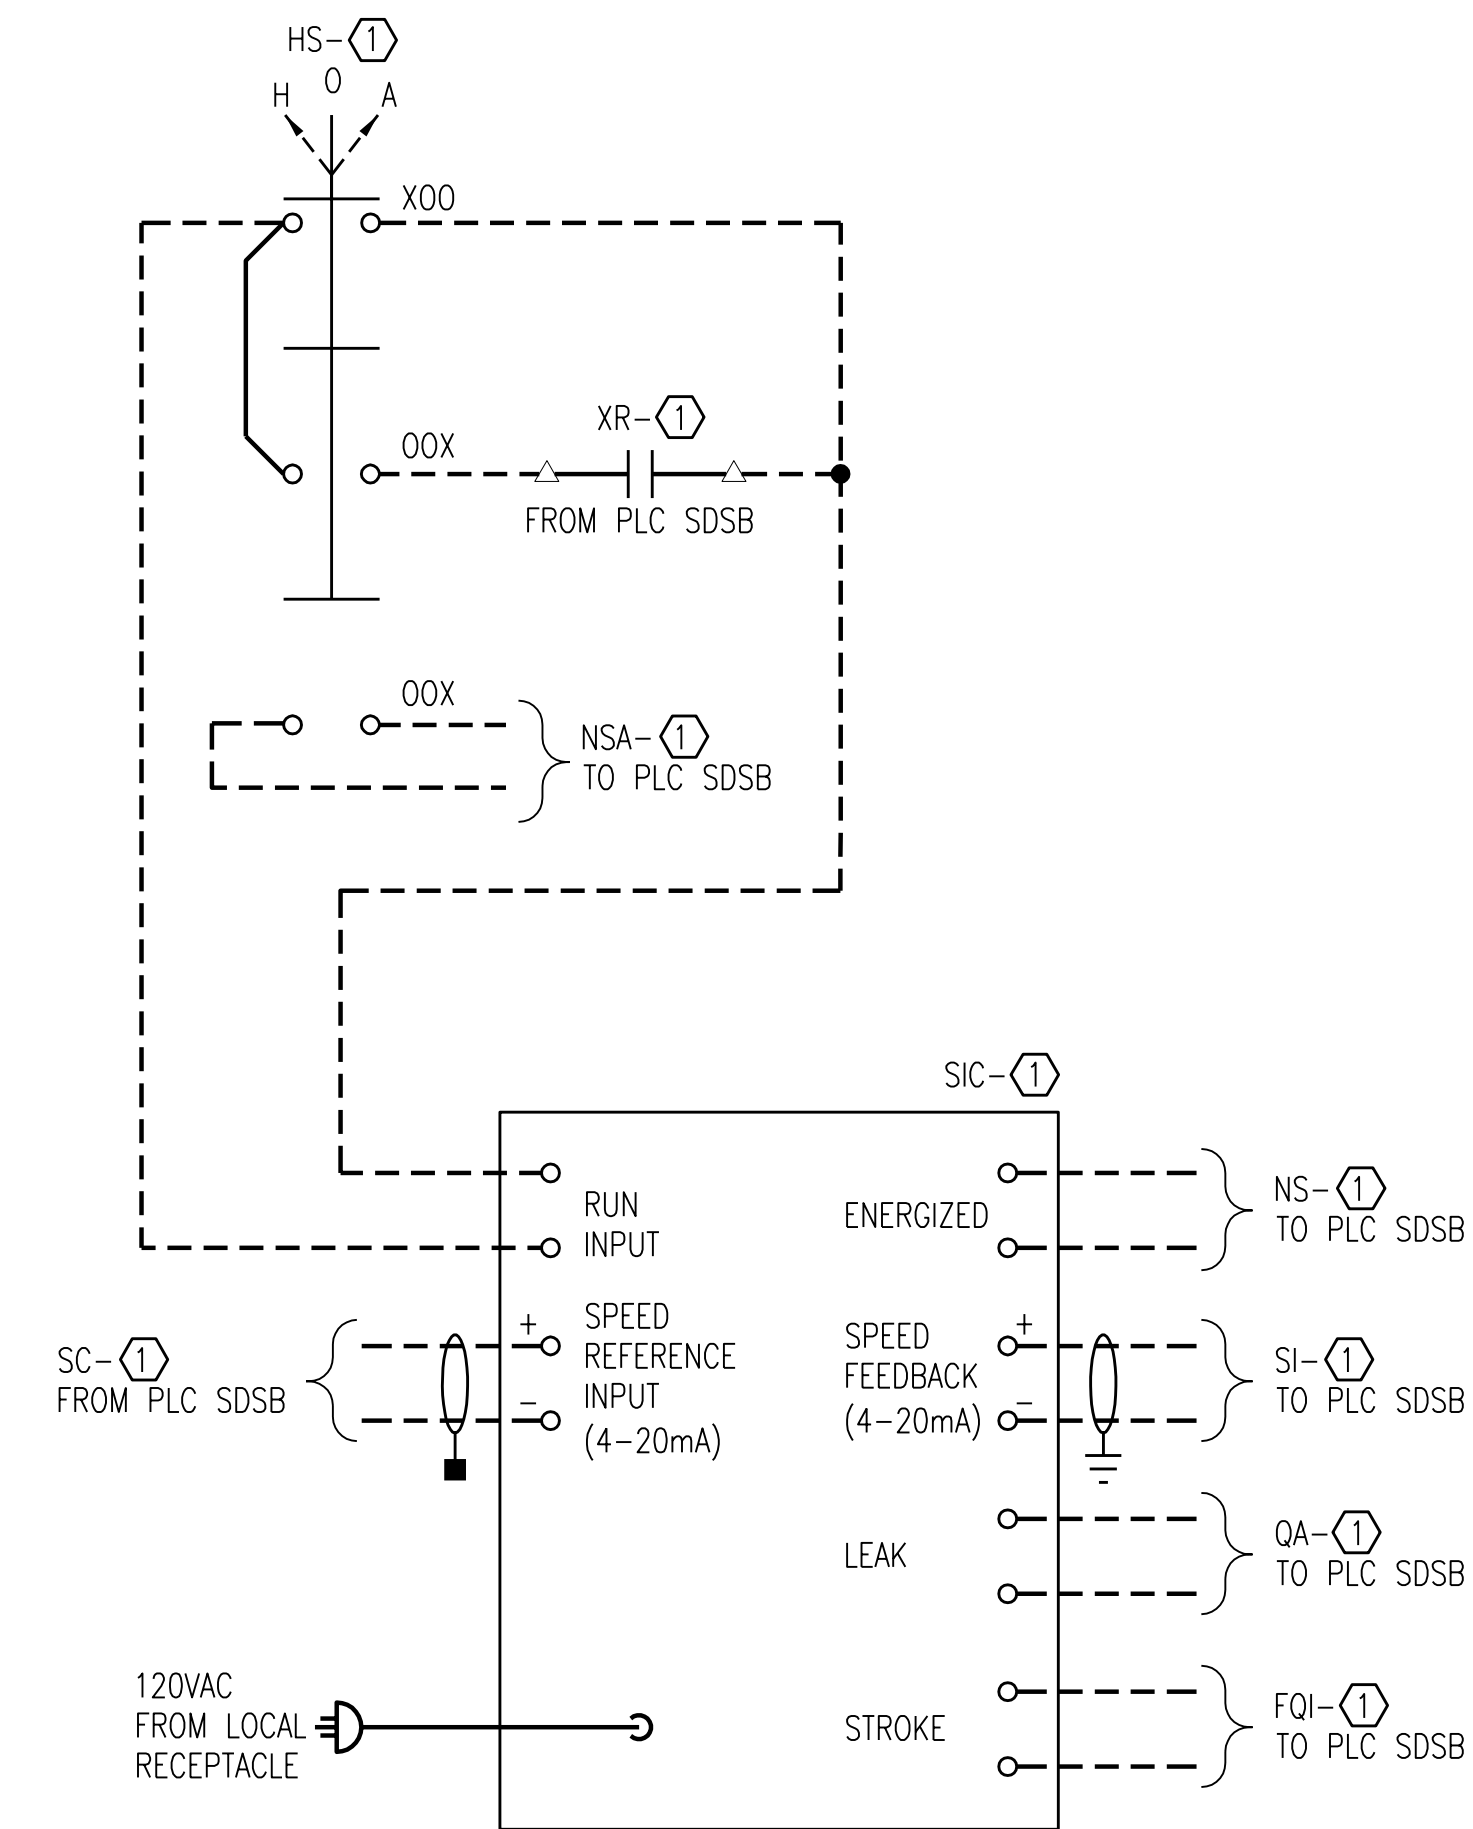 HS-1
O
H A
XOO
XR-1
OOX
FROM PLC SDSB
OOX
NSA-1
TO PLC SDSB
SIC-1
RUN
INPUT
ENERGIZED
NS-1
TO PLC SDSB
+
SPEED
REFERENCE
INPUT
(4-20mA)
-
SC-1
FROM PLC SDSB
SPEED
FEEDBACK
(4-20mA)
+
-
SI-1
TO PLC SDSB
LEAK
QA-1
TO PLC SDSB
120VAC
FROM LOCAL
RECEPTACLE
STROKE
FQI-1
TO PLC SDSB